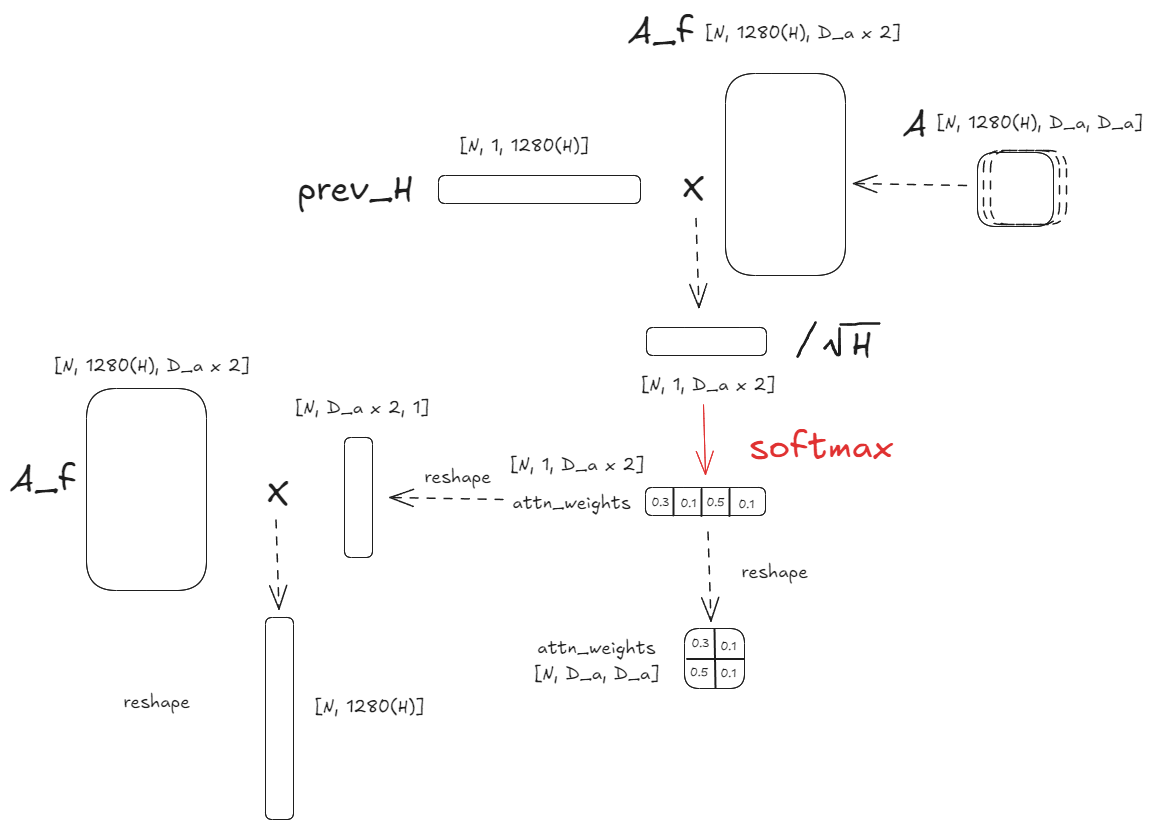 A_f [N, 1280(H), D_a x 2]
A [N, 1280(H), D_a, D_a]
[N, 1, 1280(H)]
prev_H
x
/ √H
[N, 1, D_a x 2]
softmax
[N, 1280(H), D_a x 2]
[N, D_a x 2, 1]
A_f
x
reshape
[N, 1, D_a x 2]
attn_weights
0.3 0.1 0.5 0.1
reshape
attn_weights
[N, D_a, D_a]
0.3 0.1
0.5 0.1
reshape
[N, 1280(H)]